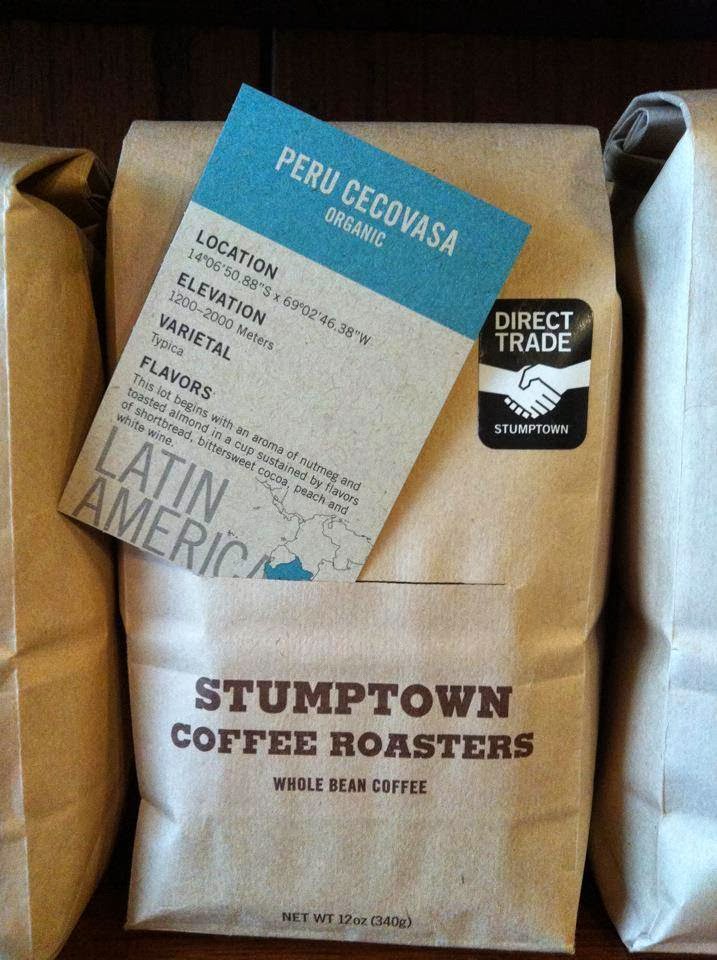 PERU CECOVASA
ORGANIC
LOCATION
14°06'50.88"S x 69°02'46.38"W
ELEVATION
1200–2000 Meters
VARIETAL
Typica
FLAVORS
This lot begins with an aroma of nutmeg and
toasted almond in a cup sustained by flavors
of shortbread, bittersweet cocoa, peach and
white wine.
LATIN
AMERICA
DIRECT
TRADE
STUMPTOWN
STUMPTOWN
COFFEE ROASTERS
WHOLE BEAN COFFEE
NET WT 12oz (340g)